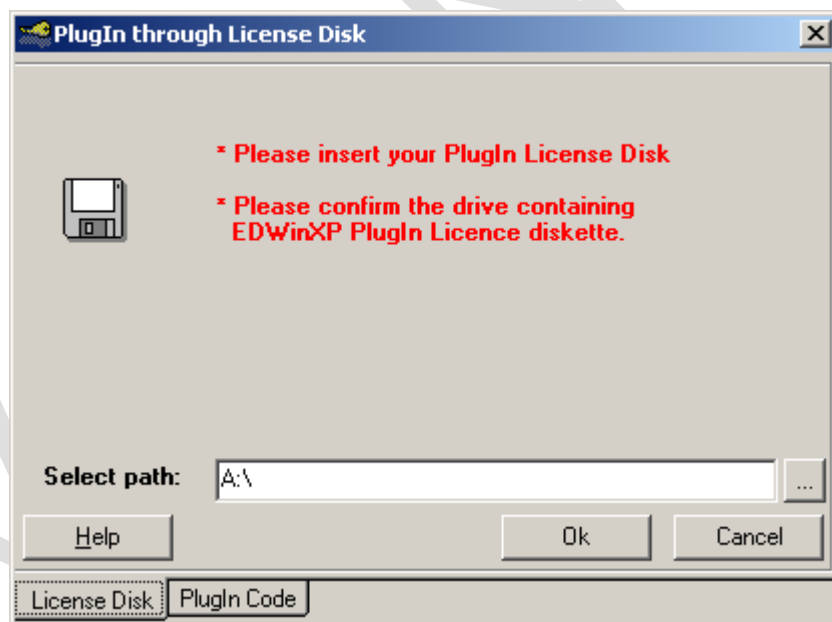 PlugIn through License Disk
* Please insert your PlugIn License Disk
* Please confirm the drive containing
EDWinXP PlugIn Licence diskette.
Select path: A:\ ...
Help Ok Cancel
License Disk PlugIn Code